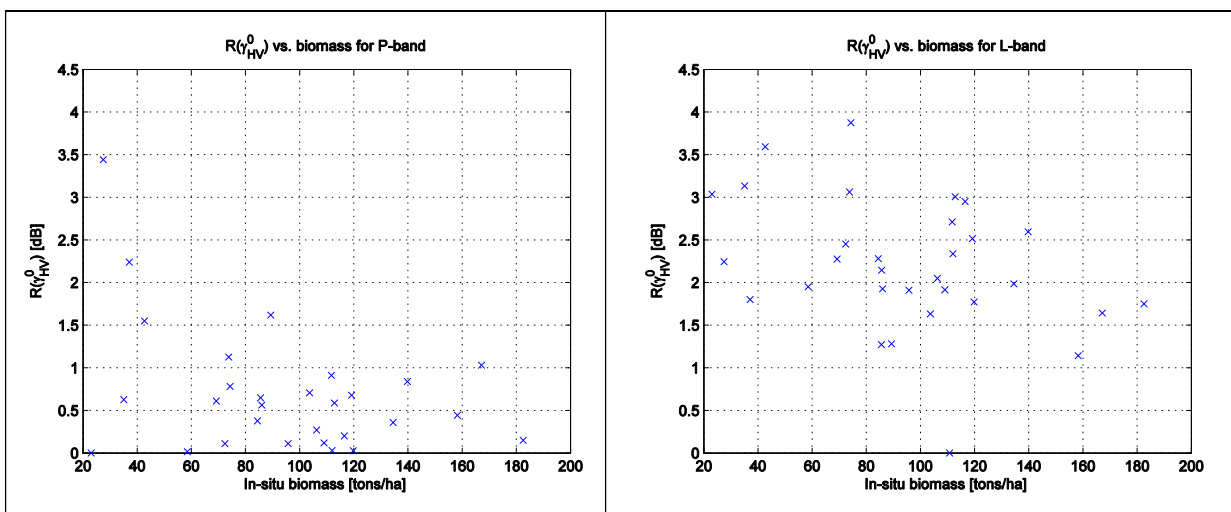 R(γ⁰HV) vs. biomass for P-band
4.5
4
3.5
3
2.5
2
1.5
1
0.5
0
R(γ⁰HV) [dB]
20 40 60 80 100 120 140 160 180 200
In-situ biomass [tons/ha]
R(γ⁰HV) vs. biomass for L-band
4.5
4
3.5
3
2.5
2
1.5
1
0.5
0
R(γ⁰HV) [dB]
20 40 60 80 100 120 140 160 180 200
In-situ biomass [tons/ha]